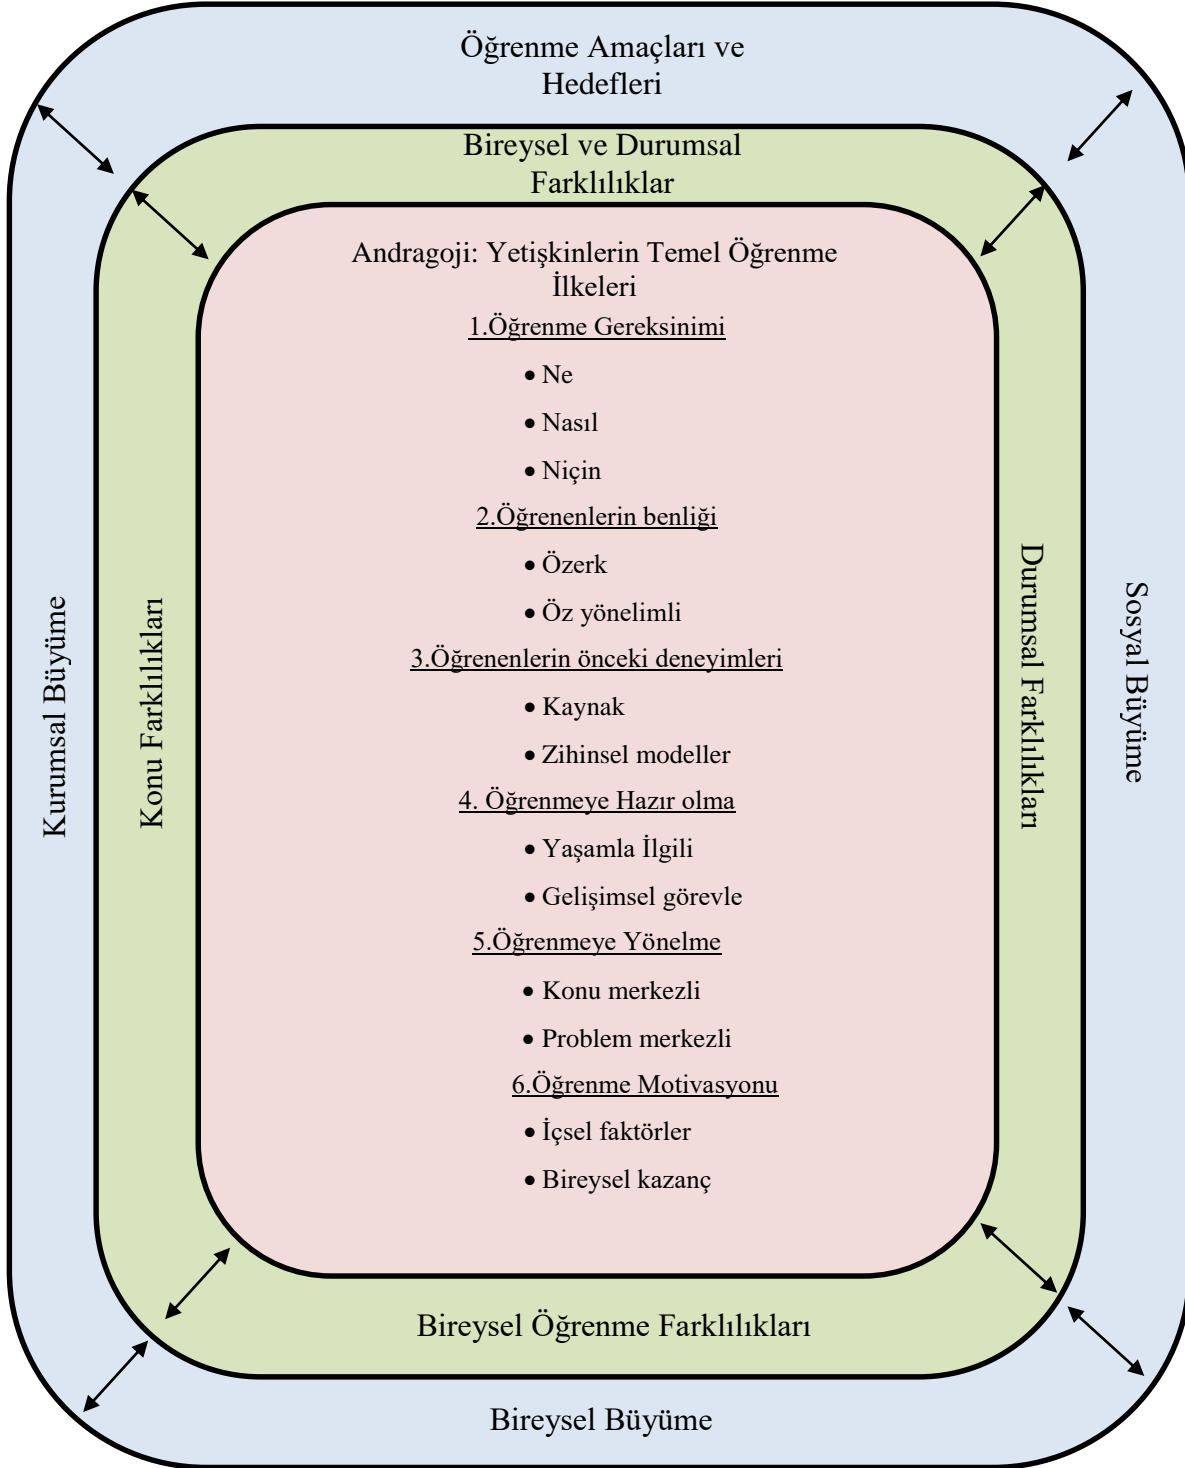 Öğrenme Amaçları ve
Hedefleri
Bireysel ve Durumsal
Farklılıklar
Andragoji: Yetişkinlerin Temel Öğrenme
İlkeleri
1.Öğrenme Gereksinimi
• Ne
• Nasıl
• Niçin
2.Öğrenenlerin benliği
• Özerk
• Öz yönelimli
3.Öğrenenlerin önceki deneyimleri
• Kaynak
• Zihinsel modeller
4. Öğrenmeye Hazır olma
• Yaşamla İlgili
• Gelişimsel görevle
5.Öğrenmeye Yönelme
• Konu merkezli
• Problem merkezli
6.Öğrenme Motivasyonu
• İçsel faktörler
• Bireysel kazanç
Kurumsal Büyüme
Konu Farklılıkları
Durumsal Farklılıkları
Sosyal Büyüme
Bireysel Öğrenme Farklılıkları
Bireysel Büyüme